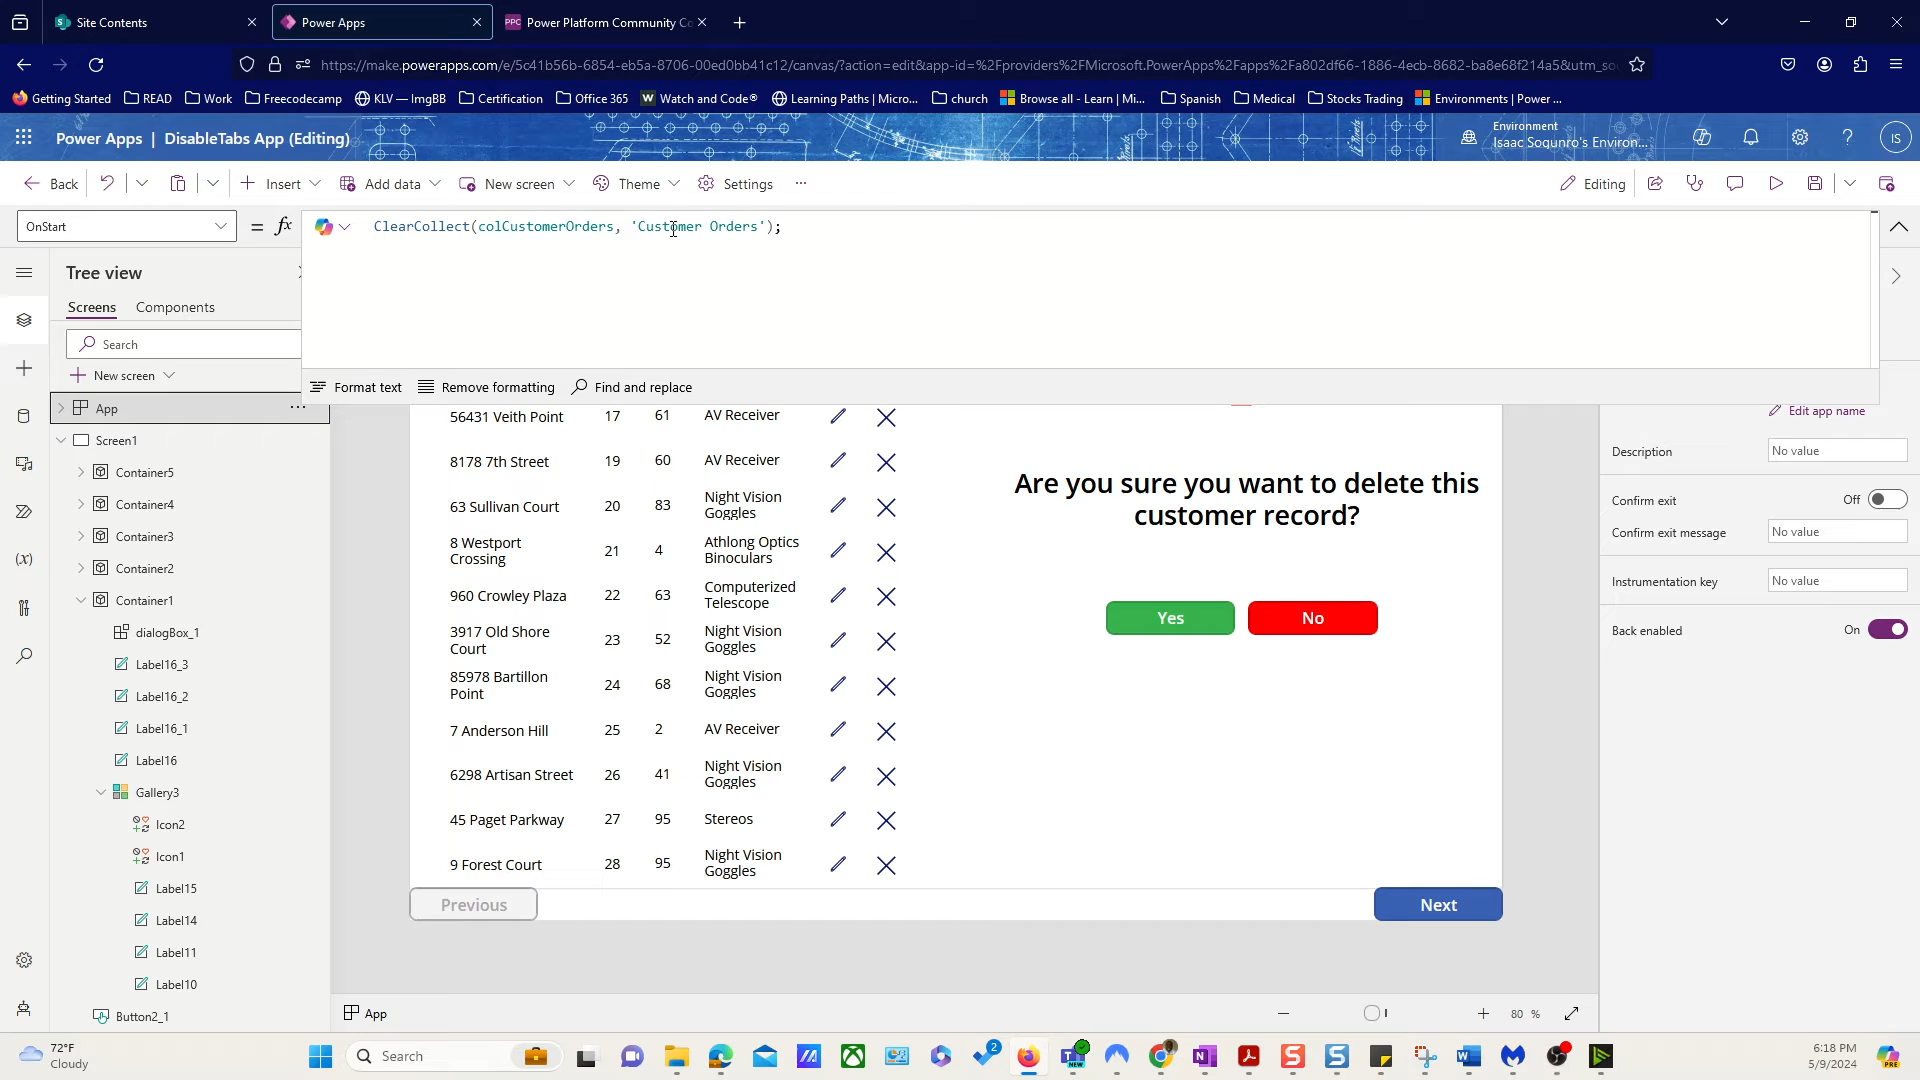 Site Contents
Power Apps
PPC Power Platform Community Co
https://make.powerapps.com/e/5c41b56b-6854-eb5a-8706-00ed0bb41c12/canvas/?action=edit&app-id=%2Fproviders%2FMicrosoft.PowerApps%2Fapps%2Fa802df66-1886-4ecb-8682-ba8e68f214a5&utm_so
Getting Started READ Work Freecodecamp KLV — ImgBB Certification Office 365 W Watch and Code® Learning Paths | Micro... church Browse all - Learn | Mi... Spanish Medical Stocks Trading Environments | Power ...
Power Apps | DisableTabs App (Editing)
Environment
Isaac Soqunro's Environ...
IS
Back Insert Add data New screen Theme Settings ··· Editing
OnStart = fx ClearCollect(colCustomerOrders, 'Customer Orders');
Tree view
Screens Components
Search
New screen
Format text Remove formatting Find and replace
App ···
Screen1
Container5
Container4
Container3
Container2
Container1
dialogBox_1
Label16_3
Label16_2
Label16_1
Label16
Gallery3
Icon2
Icon1
Label15
Label14
Label11
Label10
Button2_1
56431 Veith Point 17 61 AV Receiver
8178 7th Street 19 60 AV Receiver
63 Sullivan Court 20 83 Night Vision
Goggles
8 Westport
Crossing 21 4 Athlong Optics
Binoculars
960 Crowley Plaza 22 63 Computerized
Telescope
3917 Old Shore
Court 23 52 Night Vision
Goggles
85978 Bartillon
Point 24 68 Night Vision
Goggles
7 Anderson Hill 25 2 AV Receiver
6298 Artisan Street 26 41 Night Vision
Goggles
45 Paget Parkway 27 95 Stereos
9 Forest Court 28 95 Night Vision
Goggles
Are you sure you want to delete this
customer record?
Yes No
Previous Next
Edit app name
Description No value
Confirm exit Off
Confirm exit message No value
Instrumentation key No value
Back enabled On
App
80 %
72°F
Cloudy
Search
2
NEW
6:18 PM
5/9/2024
PRE